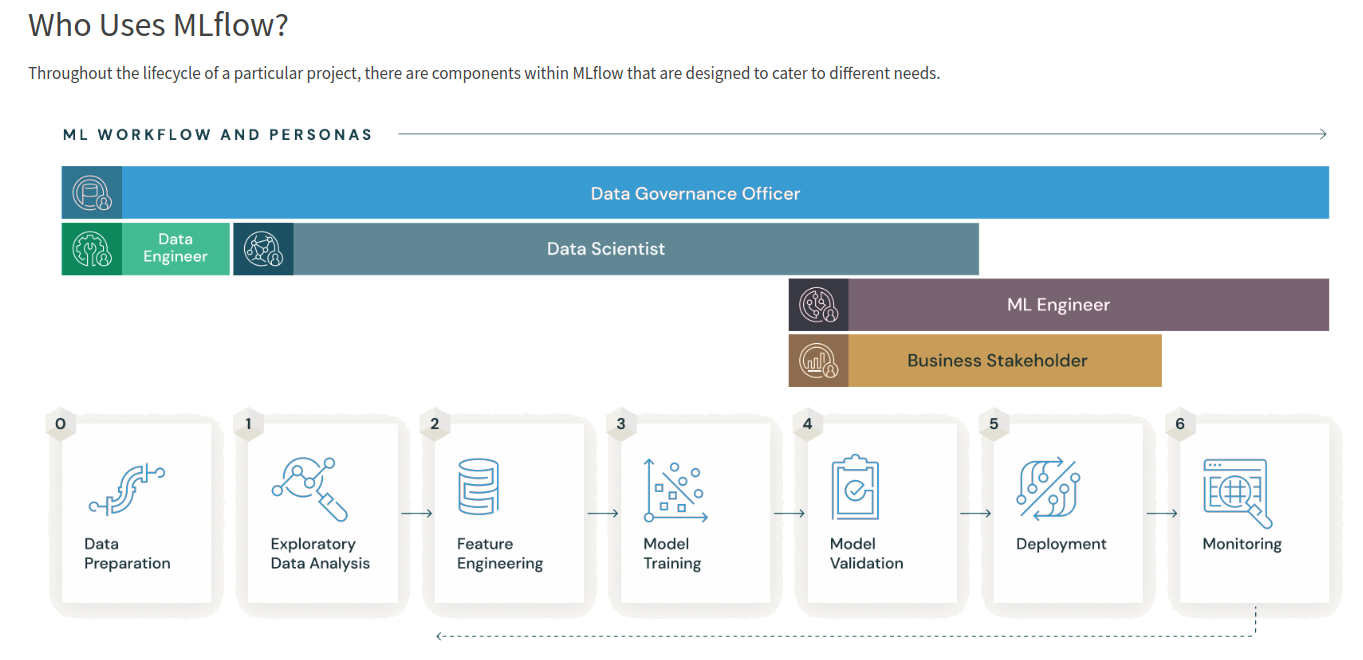 Who Uses MLflow?
Throughout the lifecycle of a particular project, there are components within MLflow that are designed to cater to different needs.
ML WORKFLOW AND PERSONAS
Data Governance Officer
Data
Engineer
Data Scientist
ML Engineer
Business Stakeholder
0
Data
Preparation
1
Exploratory
Data Analysis
2
Feature
Engineering
3
Model
Training
4
Model
Validation
5
Deployment
6
Monitoring